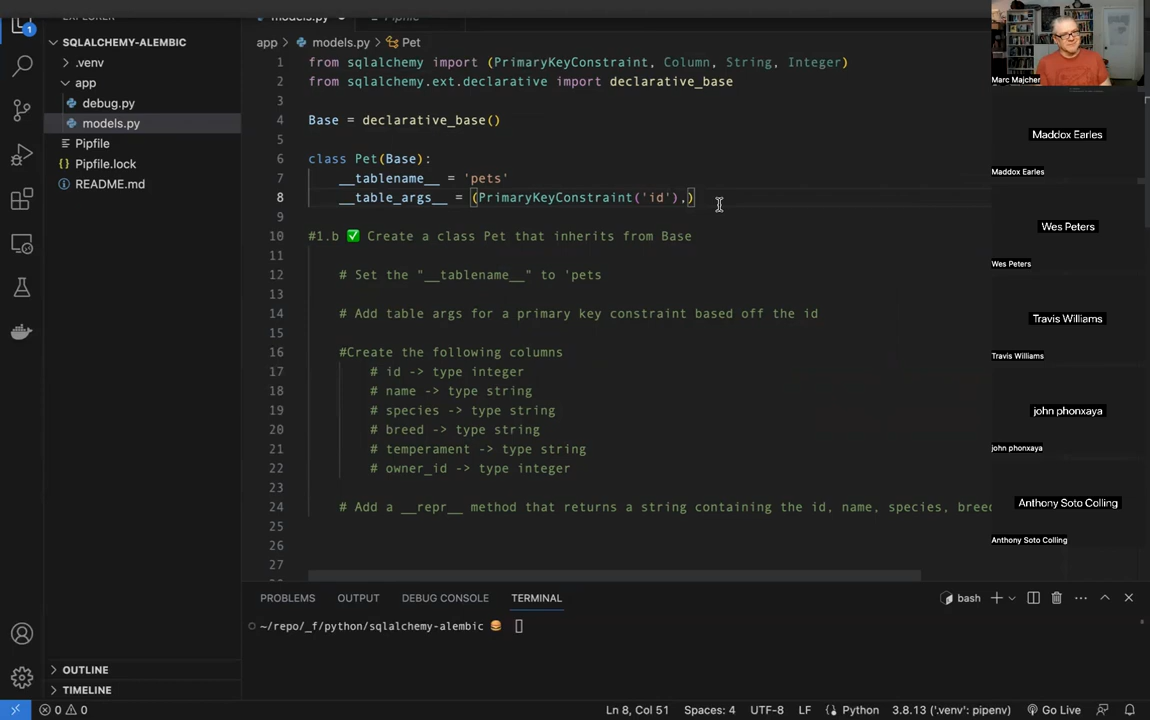 EXPLORER
models.py
Pipfile
SQLALCHEMY-ALEMBIC
.venv
app
debug.py
models.py
Pipfile
Pipfile.lock
README.md
OUTLINE
TIMELINE
app > models.py > Pet
1 from sqlalchemy import (PrimaryKeyConstraint, Column, String, Integer)
2 from sqlalchemy.ext.declarative import declarative_base
3
4 Base = declarative_base()
5
6 class Pet(Base):
7 __tablename__ = 'pets'
8 __table_args__ = (PrimaryKeyConstraint('id'),)
9
10 #1.b ✅ Create a class Pet that inherits from Base
11
12 # Set the "__tablename__" to 'pets
13
14 # Add table args for a primary key constraint based off the id
15
16 #Create the following columns
17 # id -> type integer
18 # name -> type string
19 # species -> type string
20 # breed -> type string
21 # temperament -> type string
22 # owner_id -> type integer
23
24 # Add a __repr__ method that returns a string containing the id, name, species, breed
25
26
27
PROBLEMS OUTPUT DEBUG CONSOLE TERMINAL
bash
~/repo/_f/python/sqlalchemy-alembic 🍔
Marc Majcher
Maddox Earles
Maddox Earles
Wes Peters
Wes Peters
Travis Williams
Travis Williams
john phonxaya
john phonxaya
Anthony Soto Colling
Anthony Soto Colling
1
0 0
Ln 8, Col 51 Spaces: 4 UTF-8 LF Python 3.8.13 ('.venv': pipenv) Go Live